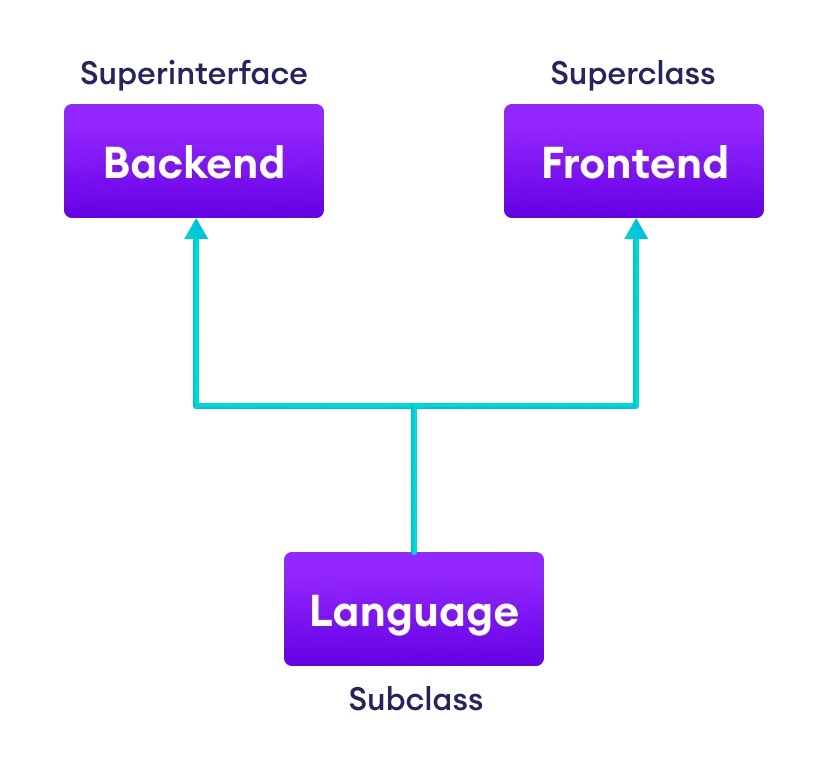 Superinterface
Superclass
Backend
Frontend
Language
Subclass